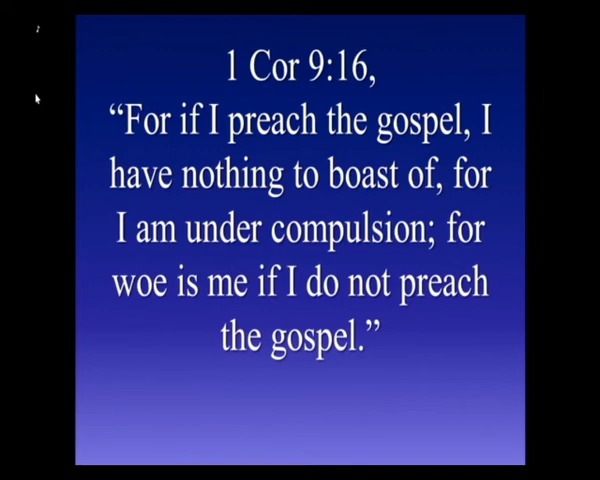 1 Cor 9:16,
“For if I preach the gospel, I
have nothing to boast of, for
I am under compulsion; for
woe is me if I do not preach
the gospel.”